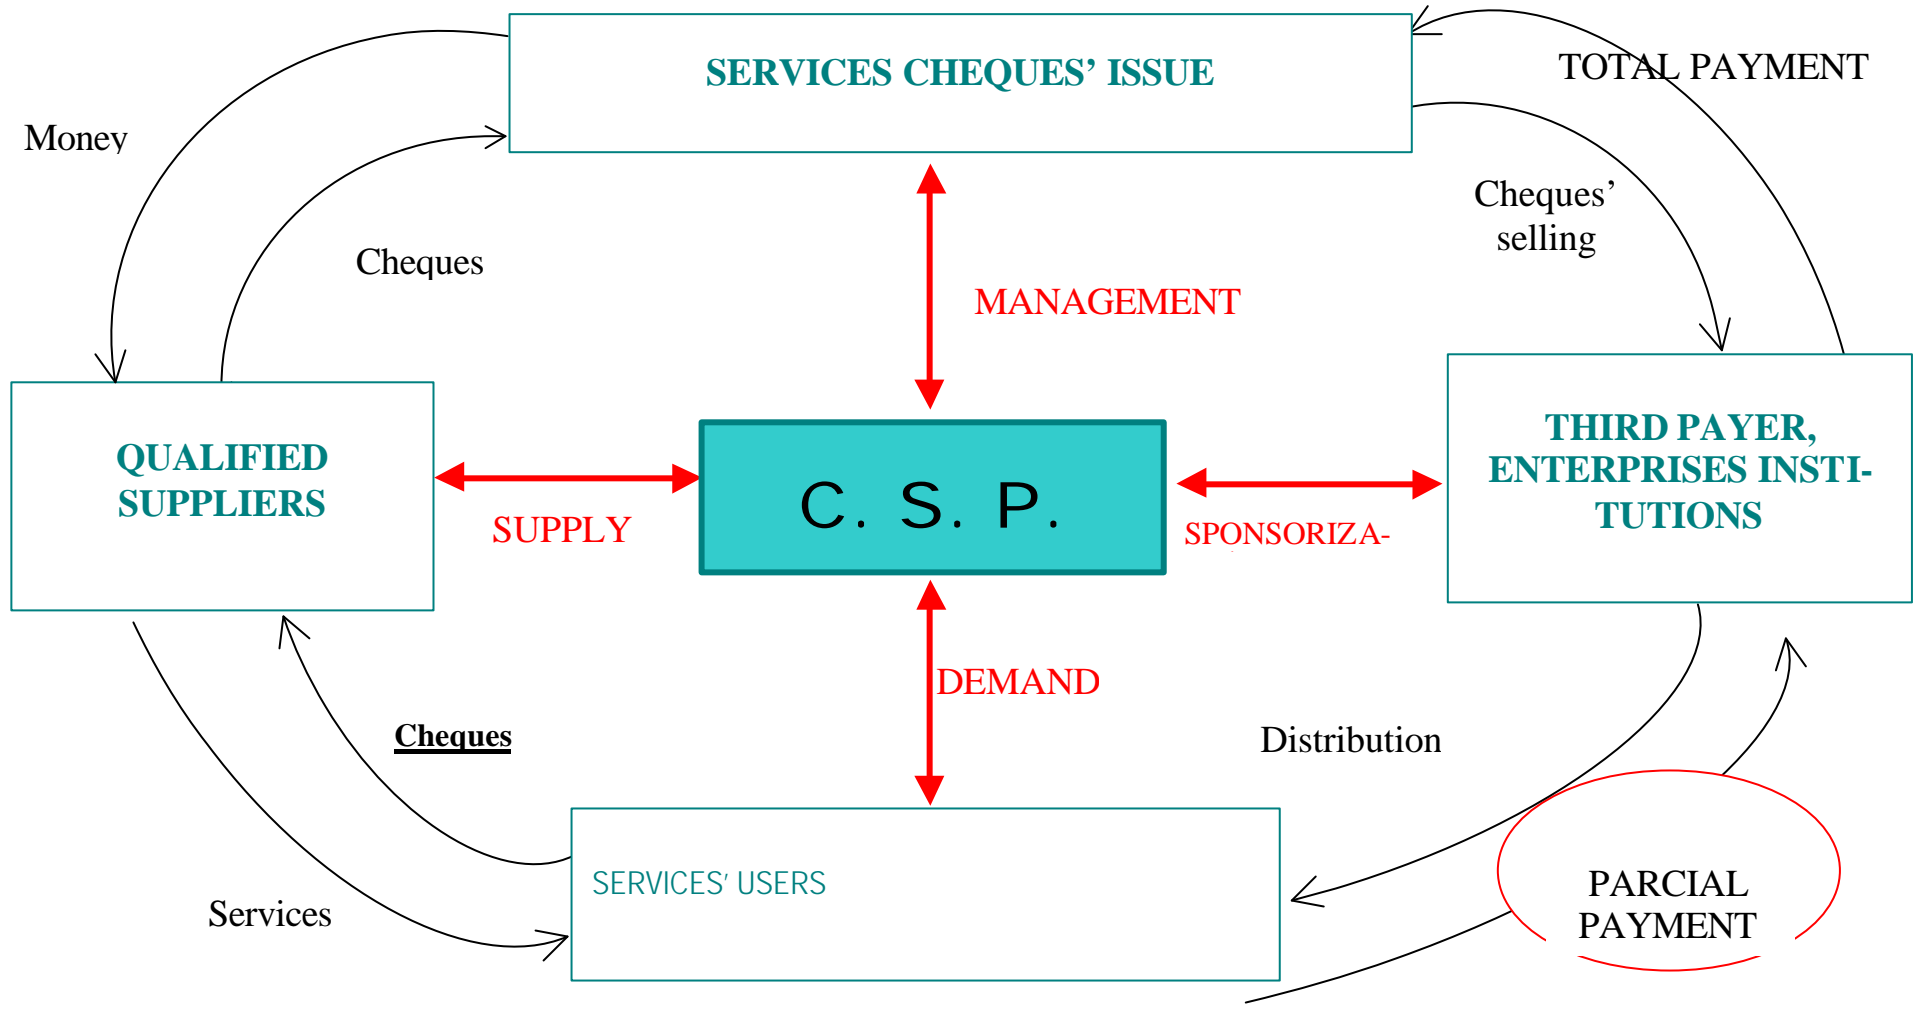 SERVICES CHEQUES’ ISSUE
TOTAL PAYMENT
Money
Cheques’
selling
Cheques
MANAGEMENT
QUALIFIED
SUPPLIERS
THIRD PAYER,
ENTERPRISES INSTI-
TUTIONS
C. S. P.
SUPPLY
SPONSORIZA-
DEMAND
Cheques
Distribution
SERVICES’ USERS
PARCIAL
PAYMENT
Services